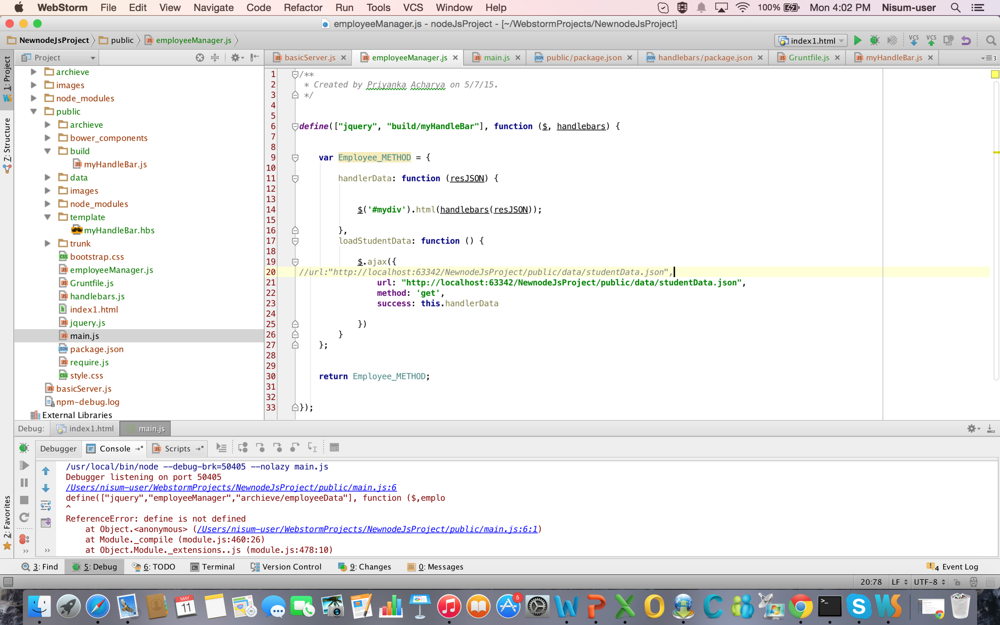 WebStorm File Edit View Navigate Code Refactor Run Tools VCS Window Help 100% Mon 4:02 PM Nisum-user
employeeManager.js - nodeJsProject - [~/WebstormProjects/NewnodeJsProject]
NewnodeJsProject public employeeManager.js index1.html VCS VCS
Project basicServer.js employeeManager.js main.js public/package.json handlebars/package.json Gruntfile.js myHandleBar.js 3
1: Project
7: Structure
2: Favorites
archieve
images
node_modules
public
archieve
bower_components
build
myHandleBar.js
data
images
node_modules
template
myHandleBar.hbs
trunk
bootstrap.css
employeeManager.js
Gruntfile.js
handlebars.js
index1.html
jquery.js
main.js
package.json
require.js
style.css
basicServer.js
npm-debug.log
External Libraries
1 /**
2 * Created by Priyanka Acharya on 5/7/15.
3 */
4
5
6 define(["jquery", "build/myHandleBar"], function ($, handlebars) {
7
8
9 var Employee_METHOD = {
10
11 handlerData: function (resJSON) {
12
13
14 $('#mydiv').html(handlebars(resJSON));
15
16 },
17 loadStudentData: function () {
18
19 $.ajax({
20 //url:"http://localhost:63342/NewnodeJsProject/public/data/studentData.json",
21 url: "http://localhost:63342/NewnodeJsProject/public/data/studentData.json",
22 method: 'get',
23 success: this.handlerData
24
25 })
26 }
27 };
28
29
30 return Employee_METHOD;
31
32
33 });
Debug: index1.html main.js
Debugger Console Scripts
/usr/local/bin/node --debug-brk=50405 --nolazy main.js
Debugger listening on port 50405
/Users/nisum-user/WebstormProjects/NewnodeJsProject/public/main.js:6
define(["jquery","employeeManager","archieve/employeeData"], function ($,emplo
^
ReferenceError: define is not defined
at Object.<anonymous> (/Users/nisum-user/WebstormProjects/NewnodeJsProject/public/main.js:6:1)
at Module._compile (module.js:460:26)
at Object.Module._extensions..js (module.js:478:10)
3: Find 5: Debug 6: TODO Terminal Version Control 9: Changes 0: Messages 4 Event Log
20:78 LF UTF-8
MAY
11
PAGES
5